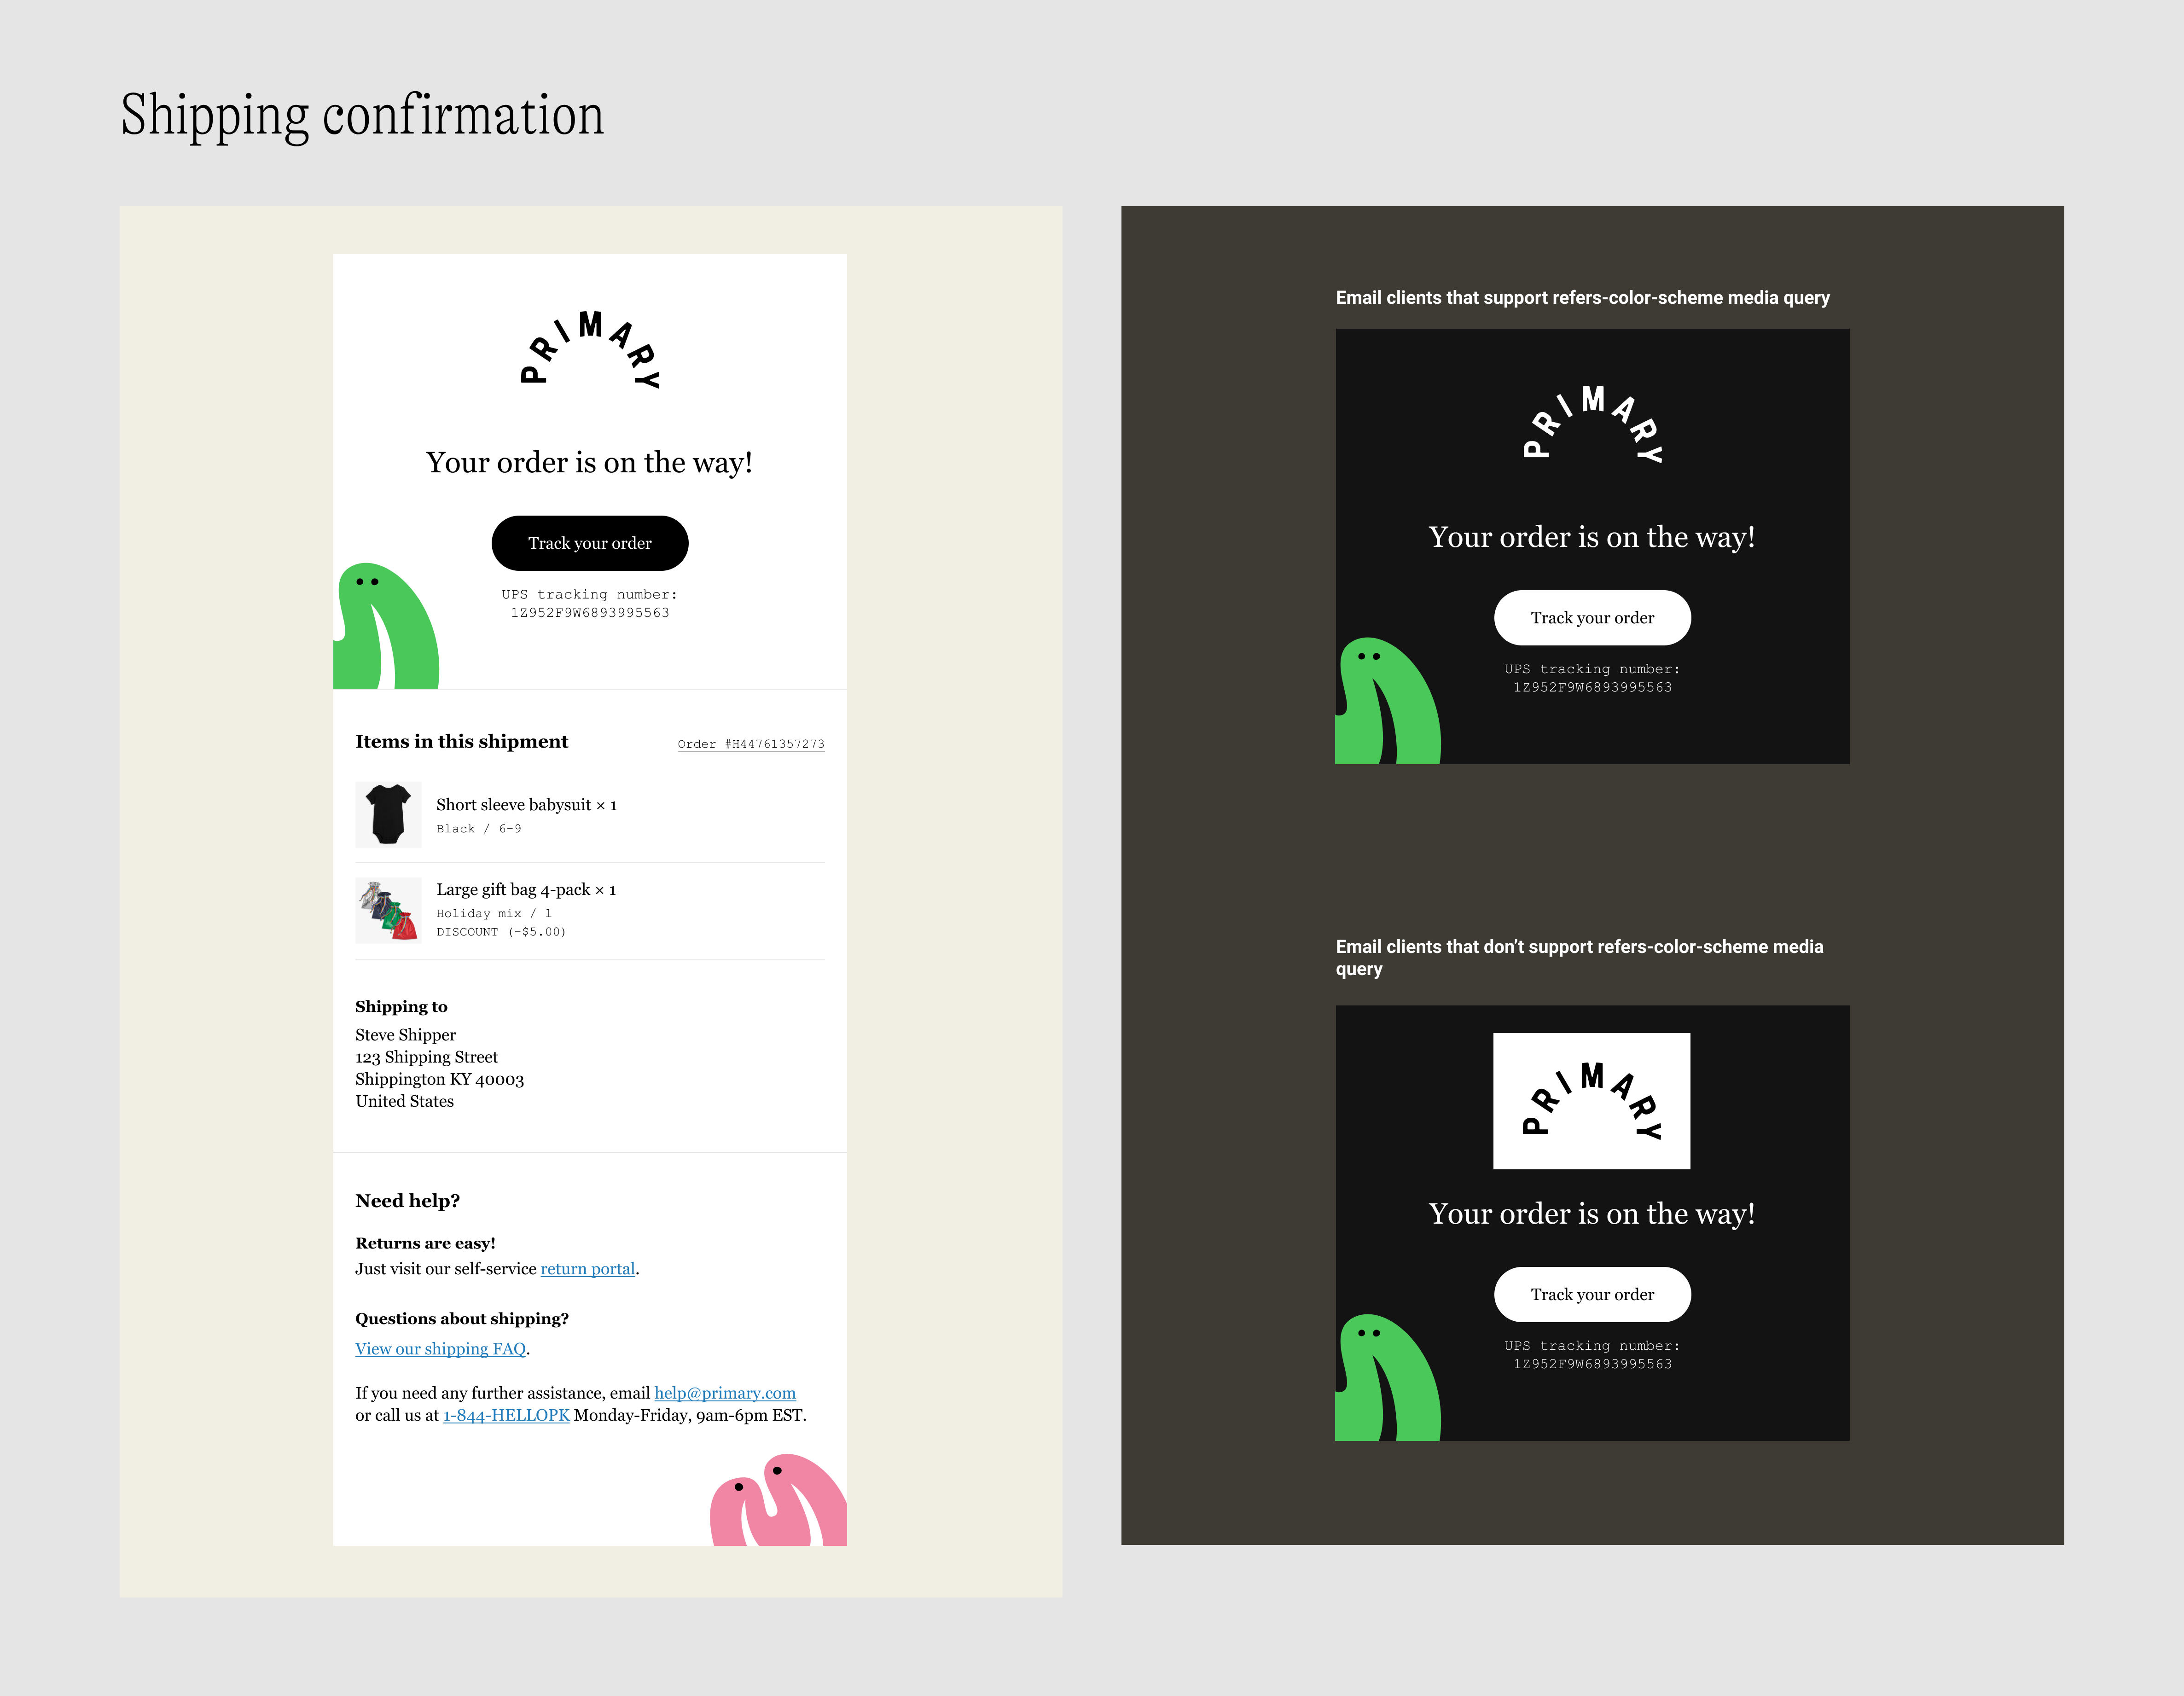 Shipping confirmation
PRIMARY
Your order is on the way!
Track your order
UPS tracking number:
1Z952F9W6893995563
Items in this shipment
Order #H44761357273
Short sleeve babysuit × 1
Black / 6-9
Large gift bag 4-pack × 1
Holiday mix / l
DISCOUNT (-$5.00)
Shipping to
Steve Shipper
123 Shipping Street
Shippington KY 40003
United States
Need help?
Returns are easy!
Just visit our self-service return portal.
Questions about shipping?
View our shipping FAQ.
If you need any further assistance, email help@primary.com
or call us at 1-844-HELLOPK Monday-Friday, 9am-6pm EST.
Email clients that support refers-color-scheme media query
PRIMARY
Your order is on the way!
Track your order
UPS tracking number:
1Z952F9W6893995563
Email clients that don’t support refers-color-scheme media
query
PRIMARY
Your order is on the way!
Track your order
UPS tracking number:
1Z952F9W6893995563